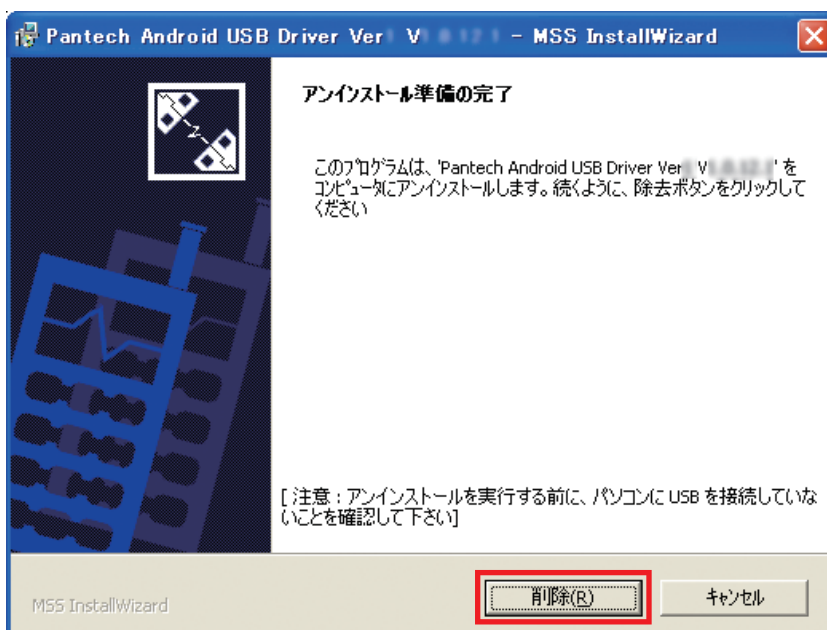 Pantech Android USB Driver Ver V - MSS InstallWizard
アンインストール準備の完了
このプログラムは、'Pantech Android USB Driver Ver V ' を
コンピュータにアンインストールします。続くように、除去ボタンをクリックして
ください
[ 注意 : アンインストールを実行する前に、パソコンに USB を接続していな
いことを確認して下さい]
MSS InstallWizard
削除(R)
キャンセル